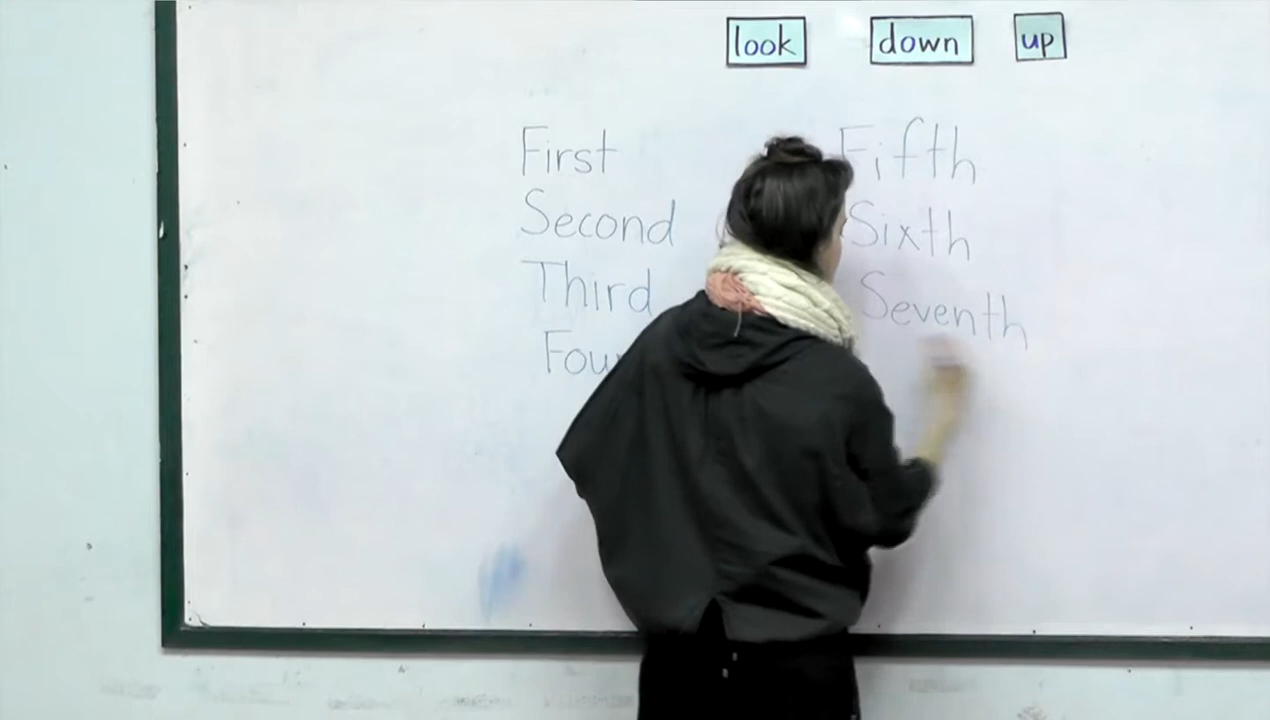 look down up
First
Second
Third
Fou
Fifth
Sixth
Seventh